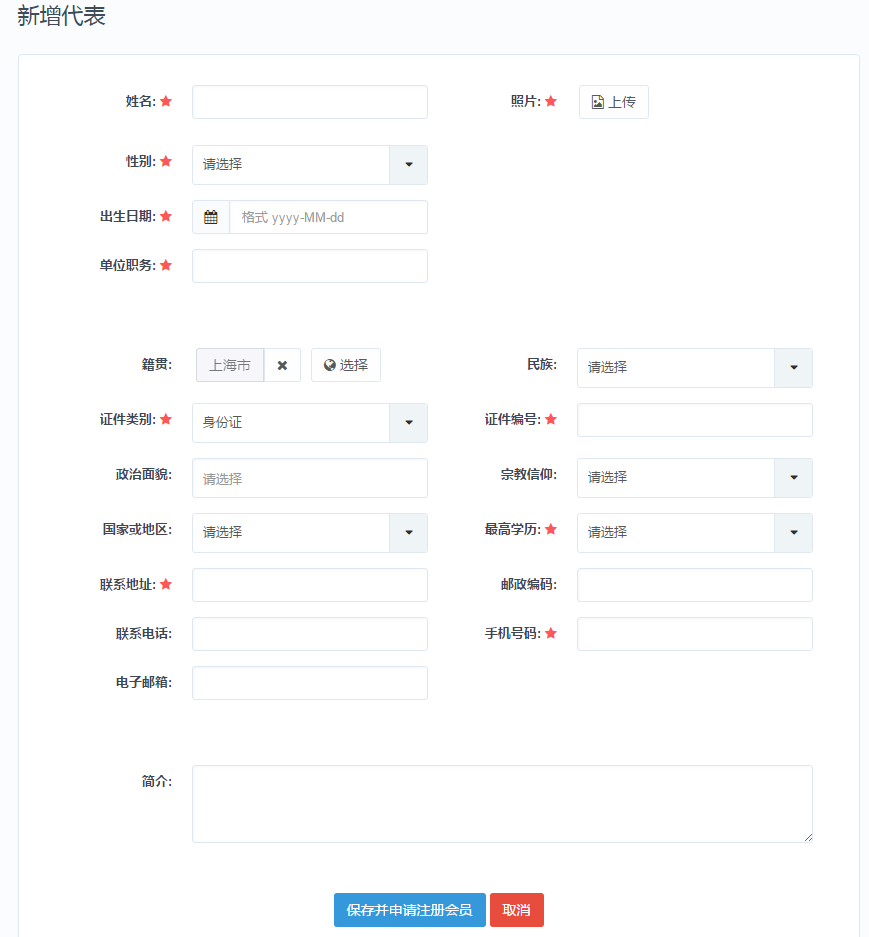 新增代表
姓名: 照片: 上传
性别: 请选择
出生日期: 格式 yyyy-MM-dd
单位职务:
籍贯: 上海市 选择 民族: 请选择
证件类别: 身份证 证件编号:
政治面貌: 请选择 宗教信仰: 请选择
国家或地区: 请选择 最高学历: 请选择
联系地址: 邮政编码:
联系电话: 手机号码:
电子邮箱:
简介:
保存并申请注册会员 取消